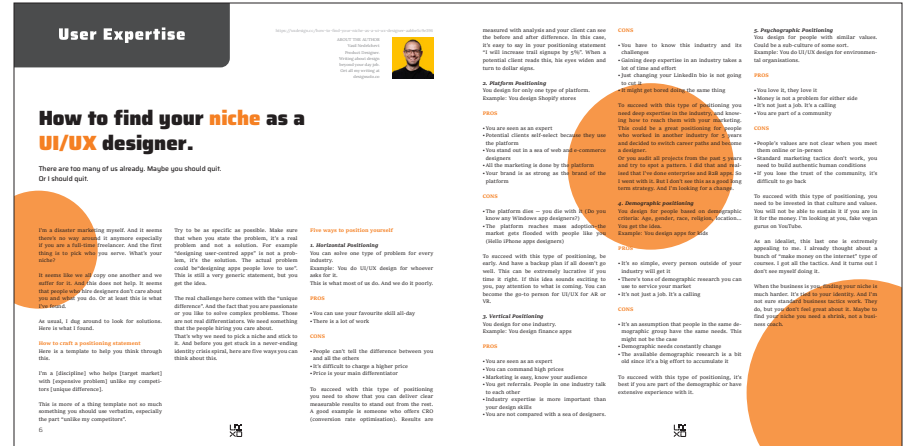 User Expertise
ABOUT THE AUTHOR
Product Designer
Writing about design
beyond your day job
Get all my writing at
How to find your niche as a
UI/UX designer.
There are too many of us already. Maybe you should quit.
Or I should quit.
I'm a disaster marketing myself. And it seems
there's no way around it anymore especially
if you are a full-time freelancer. And the first
thing is to pick who you serve. What's your
niche?
It seems like we all copy one another and we
suffer for it. And this does not help. It seems
that people who hire designers don't care about
you and when you do. Or at least this is what
I've found.
As usual, I dog around to look for solutions.
Here is what I found.
How to craft a positioning statement
Here is a template to help you think through
this.
I'm a [discipline] who helps [target market]
with [expensive problem] unlike my competi-
tors [unique difference].
This is more of a thing template not so much
something you should use verbatim, especially
the part "unlike my competitors".
Try to be as specific as possible. Make sure
that when you state the problem, it's a real
problem and not a solution. For example
"designing user-centred apps" is not a prob-
lem, it's the solution. The actual problem
could be"designing apps people love to use".
This is still a very generic statement, but you
get the idea.
The real challenge here comes with the "unique
difference". And the fact that you are passionate
or you like to solve complex problems. Those
are not real differentiators. We need something
that the people hiring you care about.
That's why we need to pick a niche and stick to
it. And before you get stuck in a never-ending
identity crisis spiral, here are five ways you can
think about this.
Five ways to position yourself
1. Horizontal Positioning
You can solve one type of problem for every
industry.
Example: You do UI/UX design for whoever
asks for it.
This is what most of us do. And we do it poorly.
PROS
• You can use your favourite skill all-day
• There is a lot of work
CONS
• People can't tell the difference between you
and all the others
• It's difficult to charge a higher price
• Price is your main differentiator
To succeed with this type of positioning
you need to show that you can deliver clear
measurable results to stand out from the rest.
A good example is someone who offers CRO
(conversion rate optimisation). Results are
6
measured with analysis and your client can see
the before and after difference. In this case,
it's easy to say in your positioning statement
"I will increase trail signups by 5%". When a
potential client reads this, his eyes widen and
turn to dollar signs.
2. Platform Positioning
You design for only one type of platform.
Example: You design Shopify stores
PROS
• You are seen as an expert
• Potential clients self-select because they use
the platform
• You stand out in a sea of web and e-commerce
designers
• All the marketing is done by the platform
• Your brand is as strong as the brand of the
platform
CONS
• The platform dies — you die with it (Do you
know any Windows app designers?)
• The platform reaches mass adoption-the
market gets flooded with people like you
(Hello iPhone apps designers)
To succeed with this type of positioning, be
early. And have a backup plan if all doesn't go
well. This can be extremely lucrative if you
time it right. If this idea sounds exciting to
you, pay attention to what is coming. You can
become the go-to person for UI/UX for AR or
VR.
3. Vertical Positioning
You design for one industry.
Example: You design finance apps
PROS
• You are seen as an expert
• You can command high prices
• Marketing is easy, know your audience
• You get referrals. People in one industry talk
to each other
• Industry expertise is more important than
your design skills
• You are not compared with a sea of designers.
CONS
• You have to know this industry and its
challenges
• Gaining deep expertise in an industry takes a
lot of time and effort
• Just changing your LinkedIn bio is not going
to cut it
• It might get bored doing the same thing
To succeed with this type of positioning you
need deep expertise in the industry, and know-
ing how to reach them with your marketing.
This could be a great positioning for people
who worked in another industry for 5 years
and decided to switch career paths and become
a designer.
Or you audit all projects from the past 5 years
and try to spot a pattern. I did that and real-
ised that I've done enterprise and B2B apps. So
I went with it. But I don't see this as a good long
term strategy. And I'm looking for a change.
4. Demographic positioning
You design for people based on demographic
criteria: Age, gender, race, religion, location...
You get the idea.
Example: You design apps for kids
PROS
• It's so simple, every person outside of your
industry will get it
• There's tons of demographic research you can
use to service your market
• It's not just a job. It's a calling
CONS
• It's an assumption that people in the same de-
mographic group have the same needs. This
might not be the case
• Demographic needs constantly change
• The available demographic research is a bit
old since it's a big effort to accumulate it
To succeed with this type of positioning, it's
best if you are part of the demographic or have
extensive experience with it.
5. Psychographic Positioning
You design for people with similar values.
Could be a sub-culture of some sort.
Example: You do UI/UX design for environmen-
tal organisations.
PROS
• You love it, they love it
• Money is not a problem for either side
• It's not just a job. It's a calling
• You are part of a community
CONS
• People's values are not clear when you meet
them online or in-person
• Standard marketing tactics don't work, you
need to build authentic human conditions
• If you lose the trust of the community, it's
difficult to go back
To succeed with this type of positioning, you
need to be invested in that culture and values.
You will not be able to sustain it if you are in
it for the money. I'm looking at you, fake vegan
gurus on YouTube.
As an idealist, this last one is extremely
appealing to me. I already thought about a
bunch of "make money on the internet" type of
courses. I got all the tactics. And it turns out I
don't see myself doing it.
When the business is you, finding your niche is
much harder. It's tied to your identity. And I'm
not sure standard business tactics work. They
do, but you don't feel great about it. Maybe to
find your niche you need a shrink, not a busi-
ness coach.